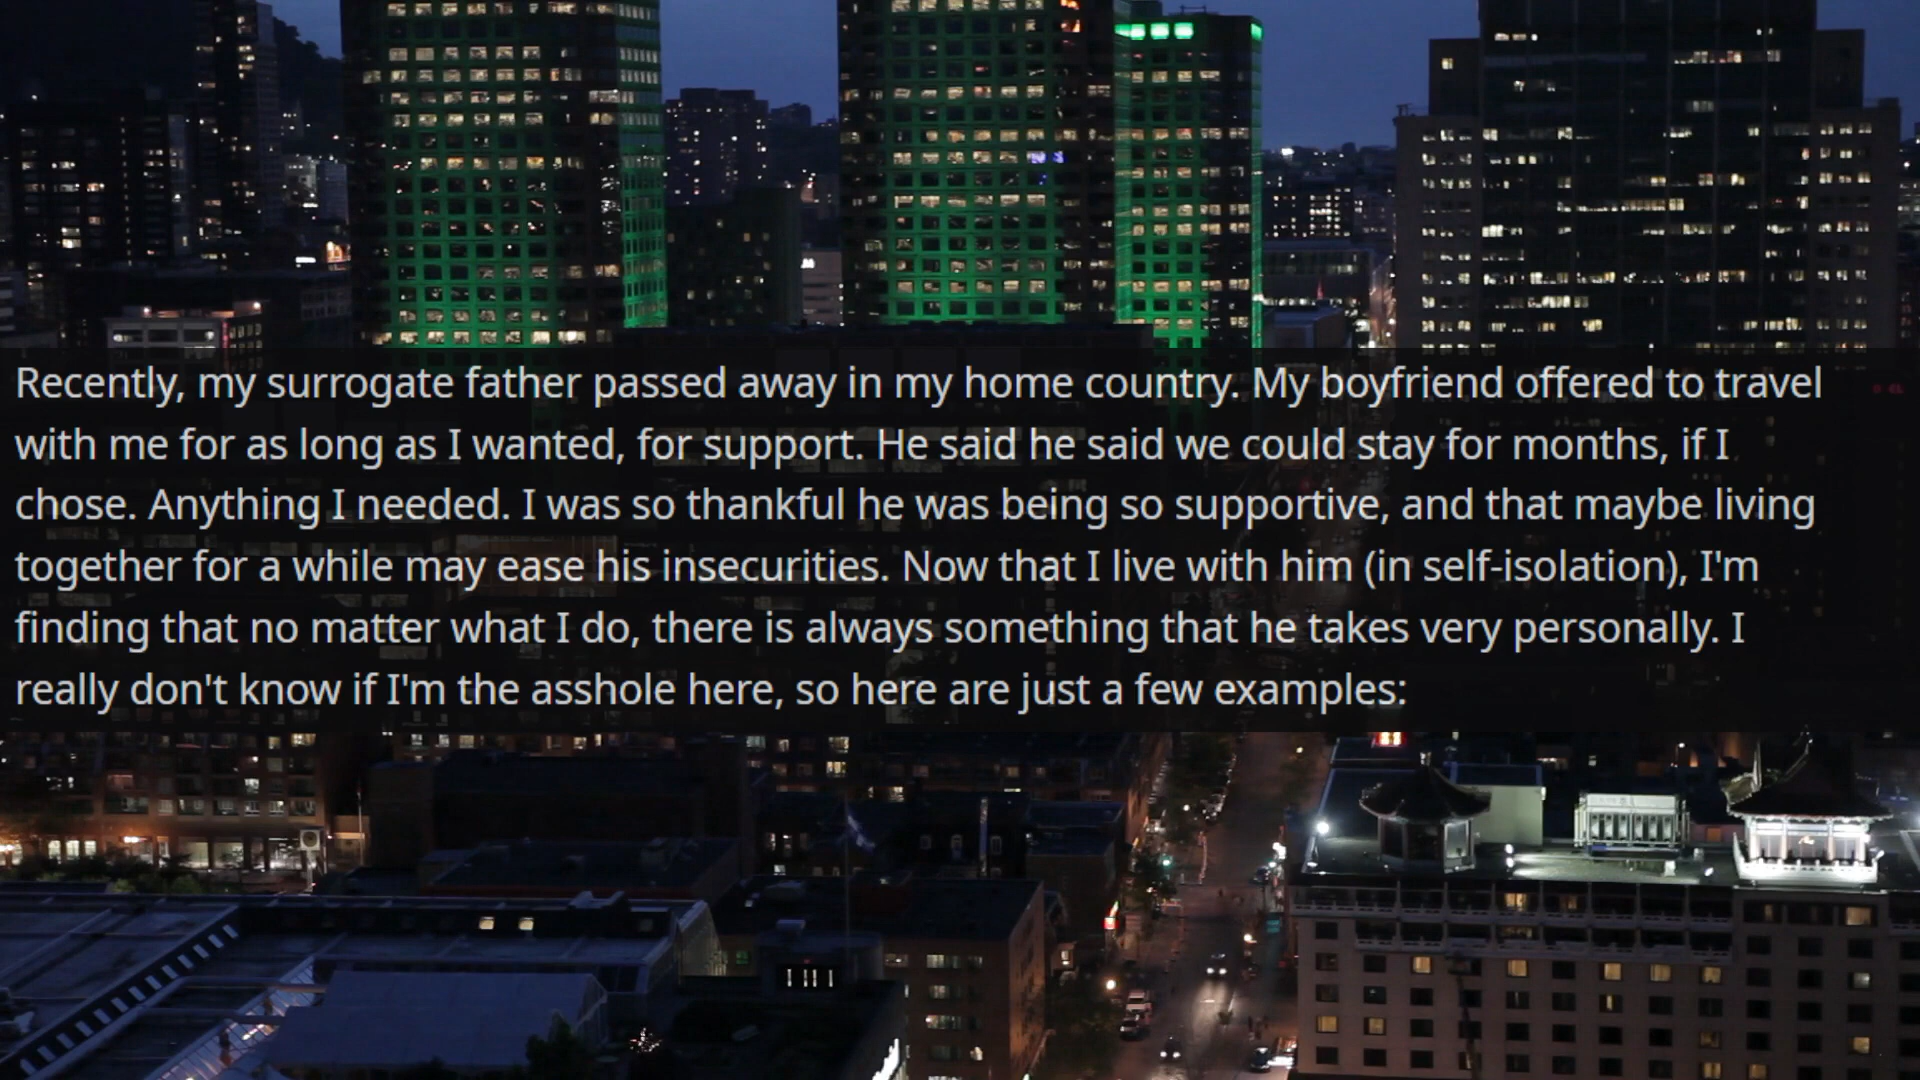 Recently, my surrogate father passed away in my home country. My boyfriend offered to travel
with me for as long as I wanted, for support. He said he said we could stay for months, if I
chose. Anything I needed. I was so thankful he was being so supportive, and that maybe living
together for a while may ease his insecurities. Now that I live with him (in self-isolation), I'm
finding that no matter what I do, there is always something that he takes very personally. I
really don't know if I'm the asshole here, so here are just a few examples: